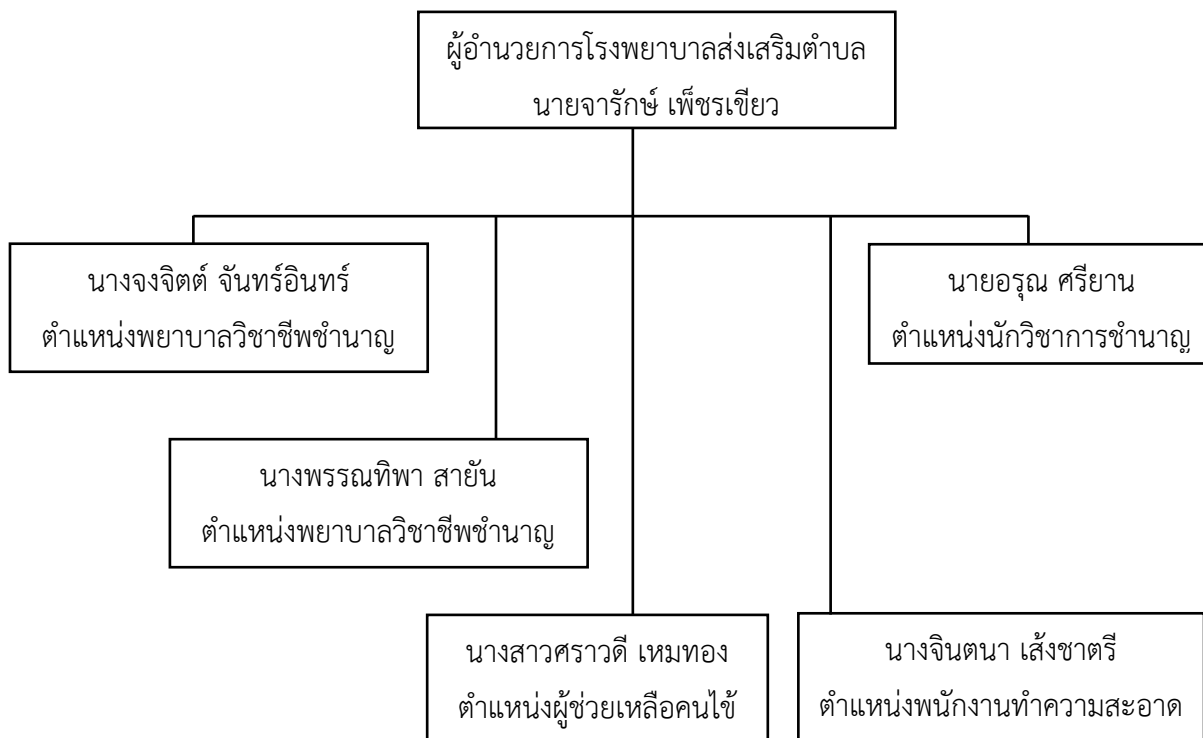 ผู้อำนวยการโรงพยาบาลส่งเสริมตำบล
นายจารักษ์ เพ็ชรเขียว
นางจงจิตต์ จันทร์อินทร์
ตำแหน่งพยาบาลวิชาชีพชำนาญ
นายอรุณ ศรียาน
ตำแหน่งนักวิชาการชำนาญ
นางพรรณทิพา สายัน
ตำแหน่งพยาบาลวิชาชีพชำนาญ
นางสาวศราวดี เหมทอง
ตำแหน่งผู้ช่วยเหลือคนไข้
นางจินตนา เส้งชาตรี
ตำแหน่งพนักงานทำความสะอาด